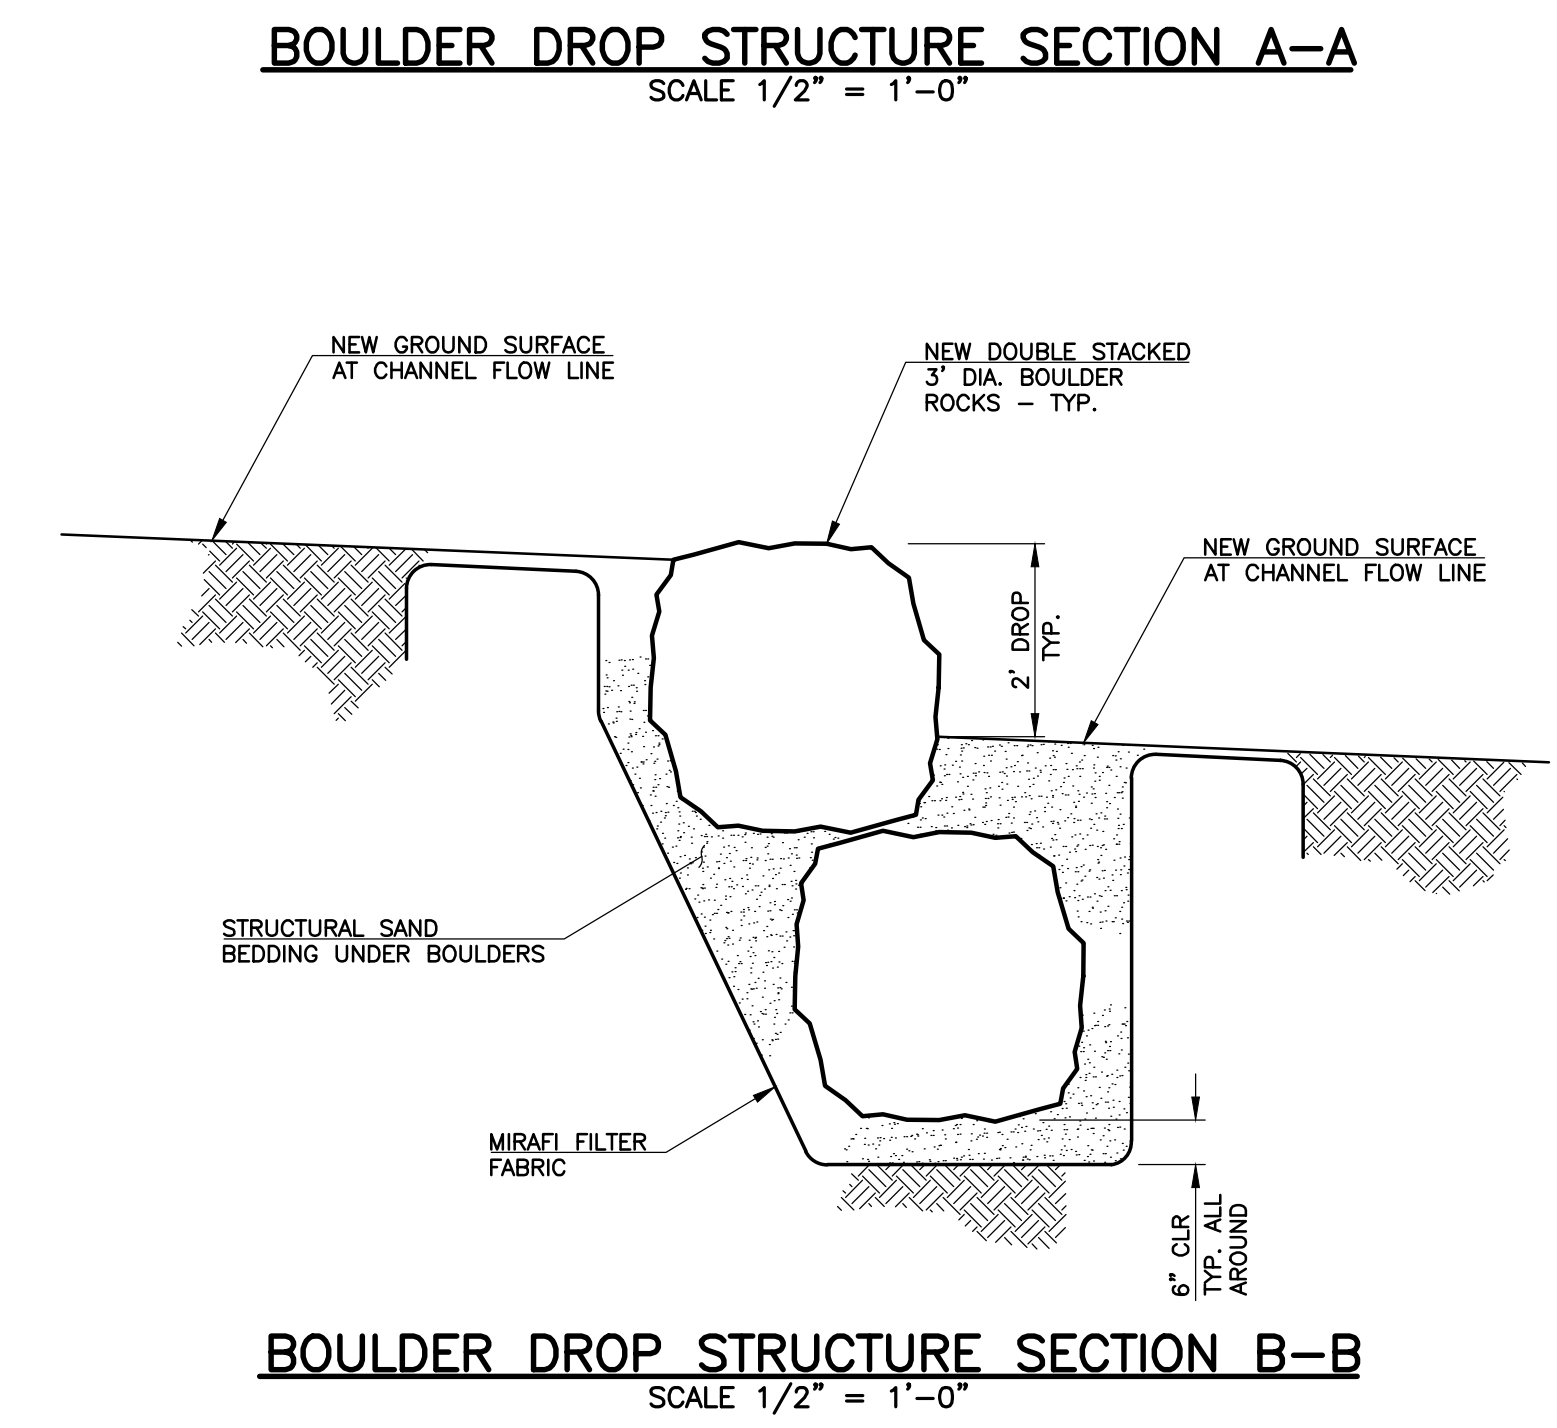 BOULDER DROP STRUCTURE SECTION A-A
SCALE 1/2" = 1'-0"
NEW GROUND SURFACE
AT CHANNEL FLOW LINE
NEW DOUBLE STACKED
3' DIA. BOULDER
ROCKS - TYP.
NEW GROUND SURFACE
AT CHANNEL FLOW LINE
2' DROP
TYP.
STRUCTURAL SAND
BEDDING UNDER BOULDERS
MIRAFI FILTER
FABRIC
6" CLR
TYP. ALL
AROUND
BOULDER DROP STRUCTURE SECTION B-B
SCALE 1/2" = 1'-0"